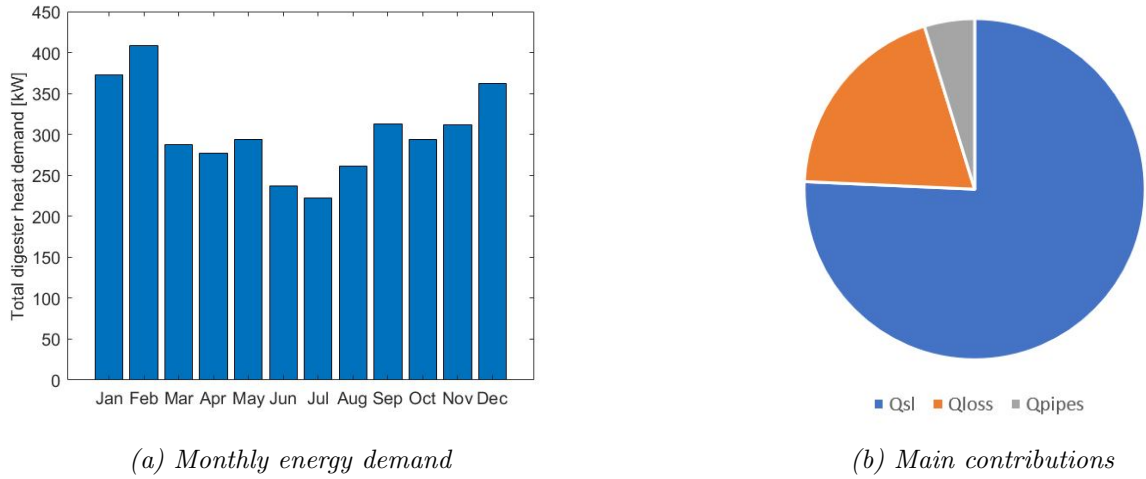 Total digester heat demand [kW]
450
400
350
300
250
200
150
100
50
0
Jan Feb Mar Apr May Jun Jul Aug Sep Oct Nov Dec
(a) Monthly energy demand
Qsl Qloss Qpipes
(b) Main contributions